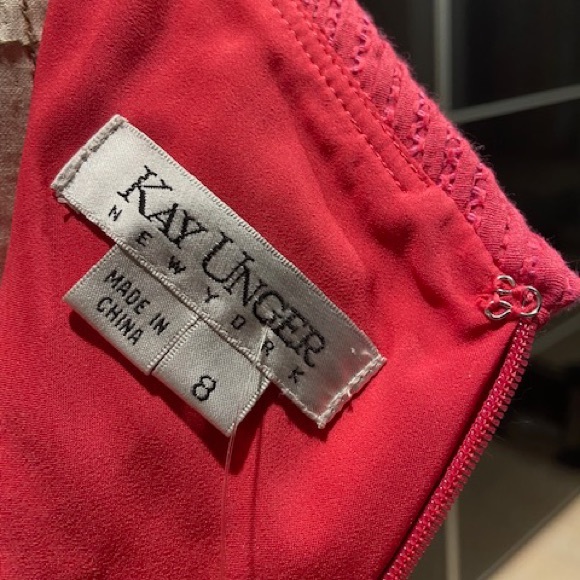 KAY UNGER
NEW YORK
MADE IN
CHINA
8